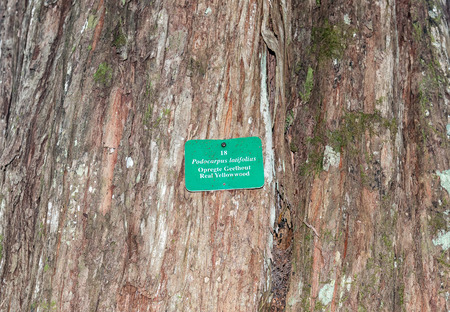 18
Podocarpus latifolius
Opregte Geelhout
Real Yellowwood